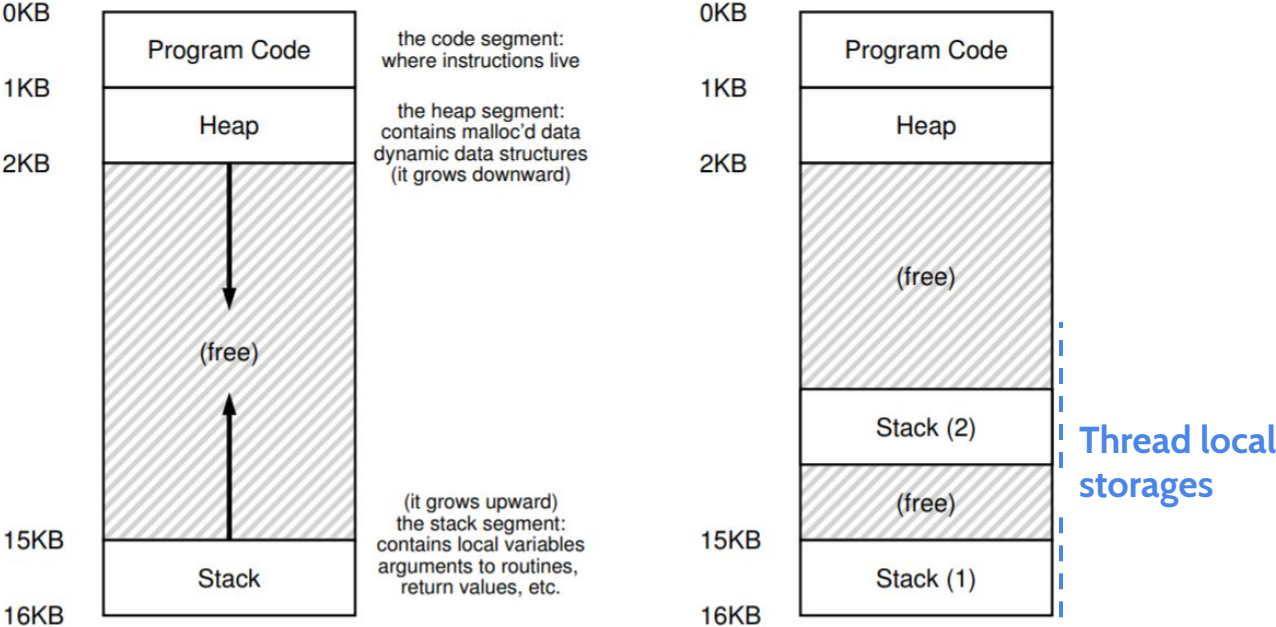 0KB
Program Code
the code segment:
where instructions live
1KB
Heap
the heap segment:
contains malloc'd data
dynamic data structures
(it grows downward)
2KB
(free)
(it grows upward)
the stack segment:
contains local variables
arguments to routines,
return values, etc.
15KB
Stack
16KB
0KB
Program Code
1KB
Heap
2KB
(free)
Stack (2)
(free)
15KB
Stack (1)
16KB
Thread local
storages